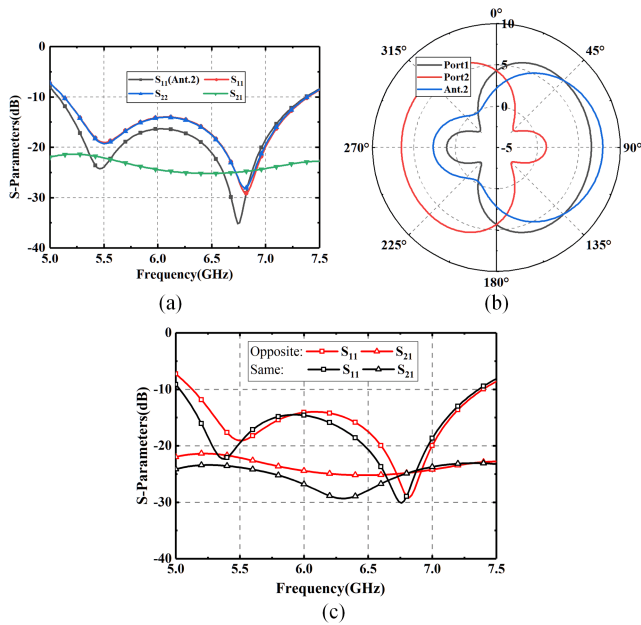 S-Parameters(dB)
0
-10
-20
-30
-40
S11(Ant.2) S11
S22 S21
5.0 5.5 6.0 6.5 7.0 7.5
Frequency(GHz)
(a)
0°
45°
90°
135°
180°
225°
270°
315°
10
5
0
-5
0
5
10
Port1
Port2
Ant.2
(b)
S-Parameters(dB)
0
-10
-20
-30
-40
Opposite: S11 S21
Same: S11 S21
5.0 5.5 6.0 6.5 7.0 7.5
Frequency(GHz)
(c)